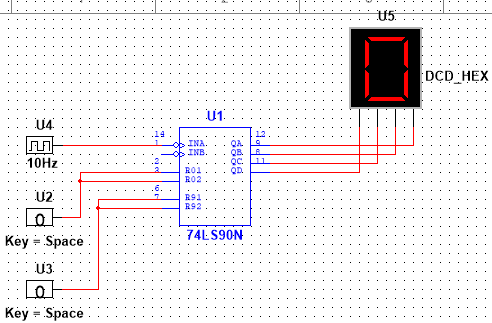 U5
DCD_HEX
U1
U4
10Hz
14
1
INA
INB
2
3
R01
R02
6
7
R91
R92
QA
QB
QC
QD
12
9
8
11
74LS90N
U2
0
Key = Space
U3
0
Key = Space